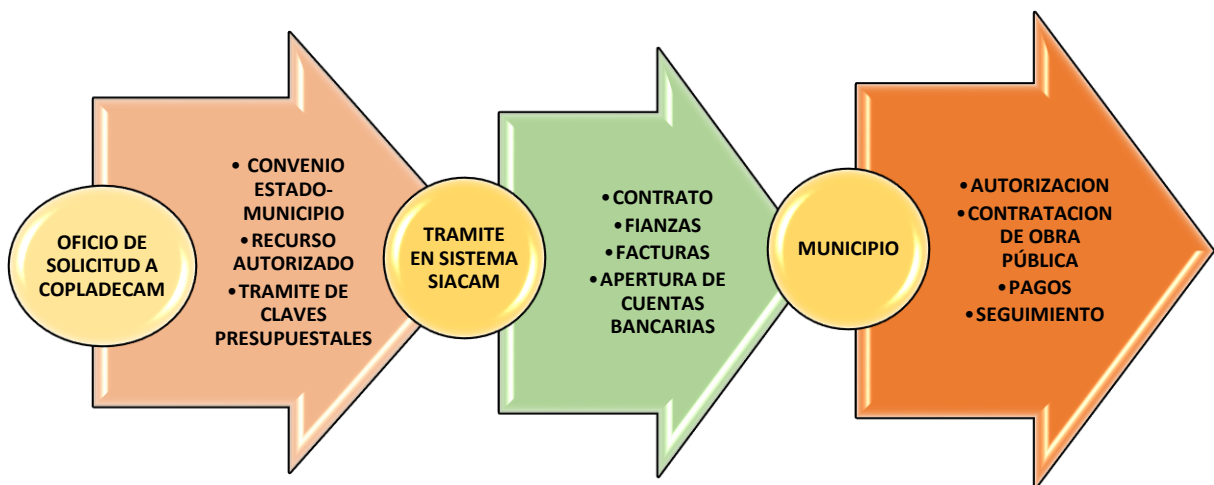 OFICIO DE
SOLICITUD A
COPLADECAM
• CONVENIO
ESTADO-
MUNICIPIO
• RECURSO
AUTORIZADO
• TRAMITE DE
CLAVES
PRESUPUESTALES
TRAMITE
EN SISTEMA
SIACAM
• CONTRATO
• FIANZAS
• FACTURAS
• APERTURA DE
CUENTAS
BANCARIAS
MUNICIPIO
• AUTORIZACION
• CONTRATACION
DE OBRA
PÚBLICA
• PAGOS
• SEGUIMIENTO